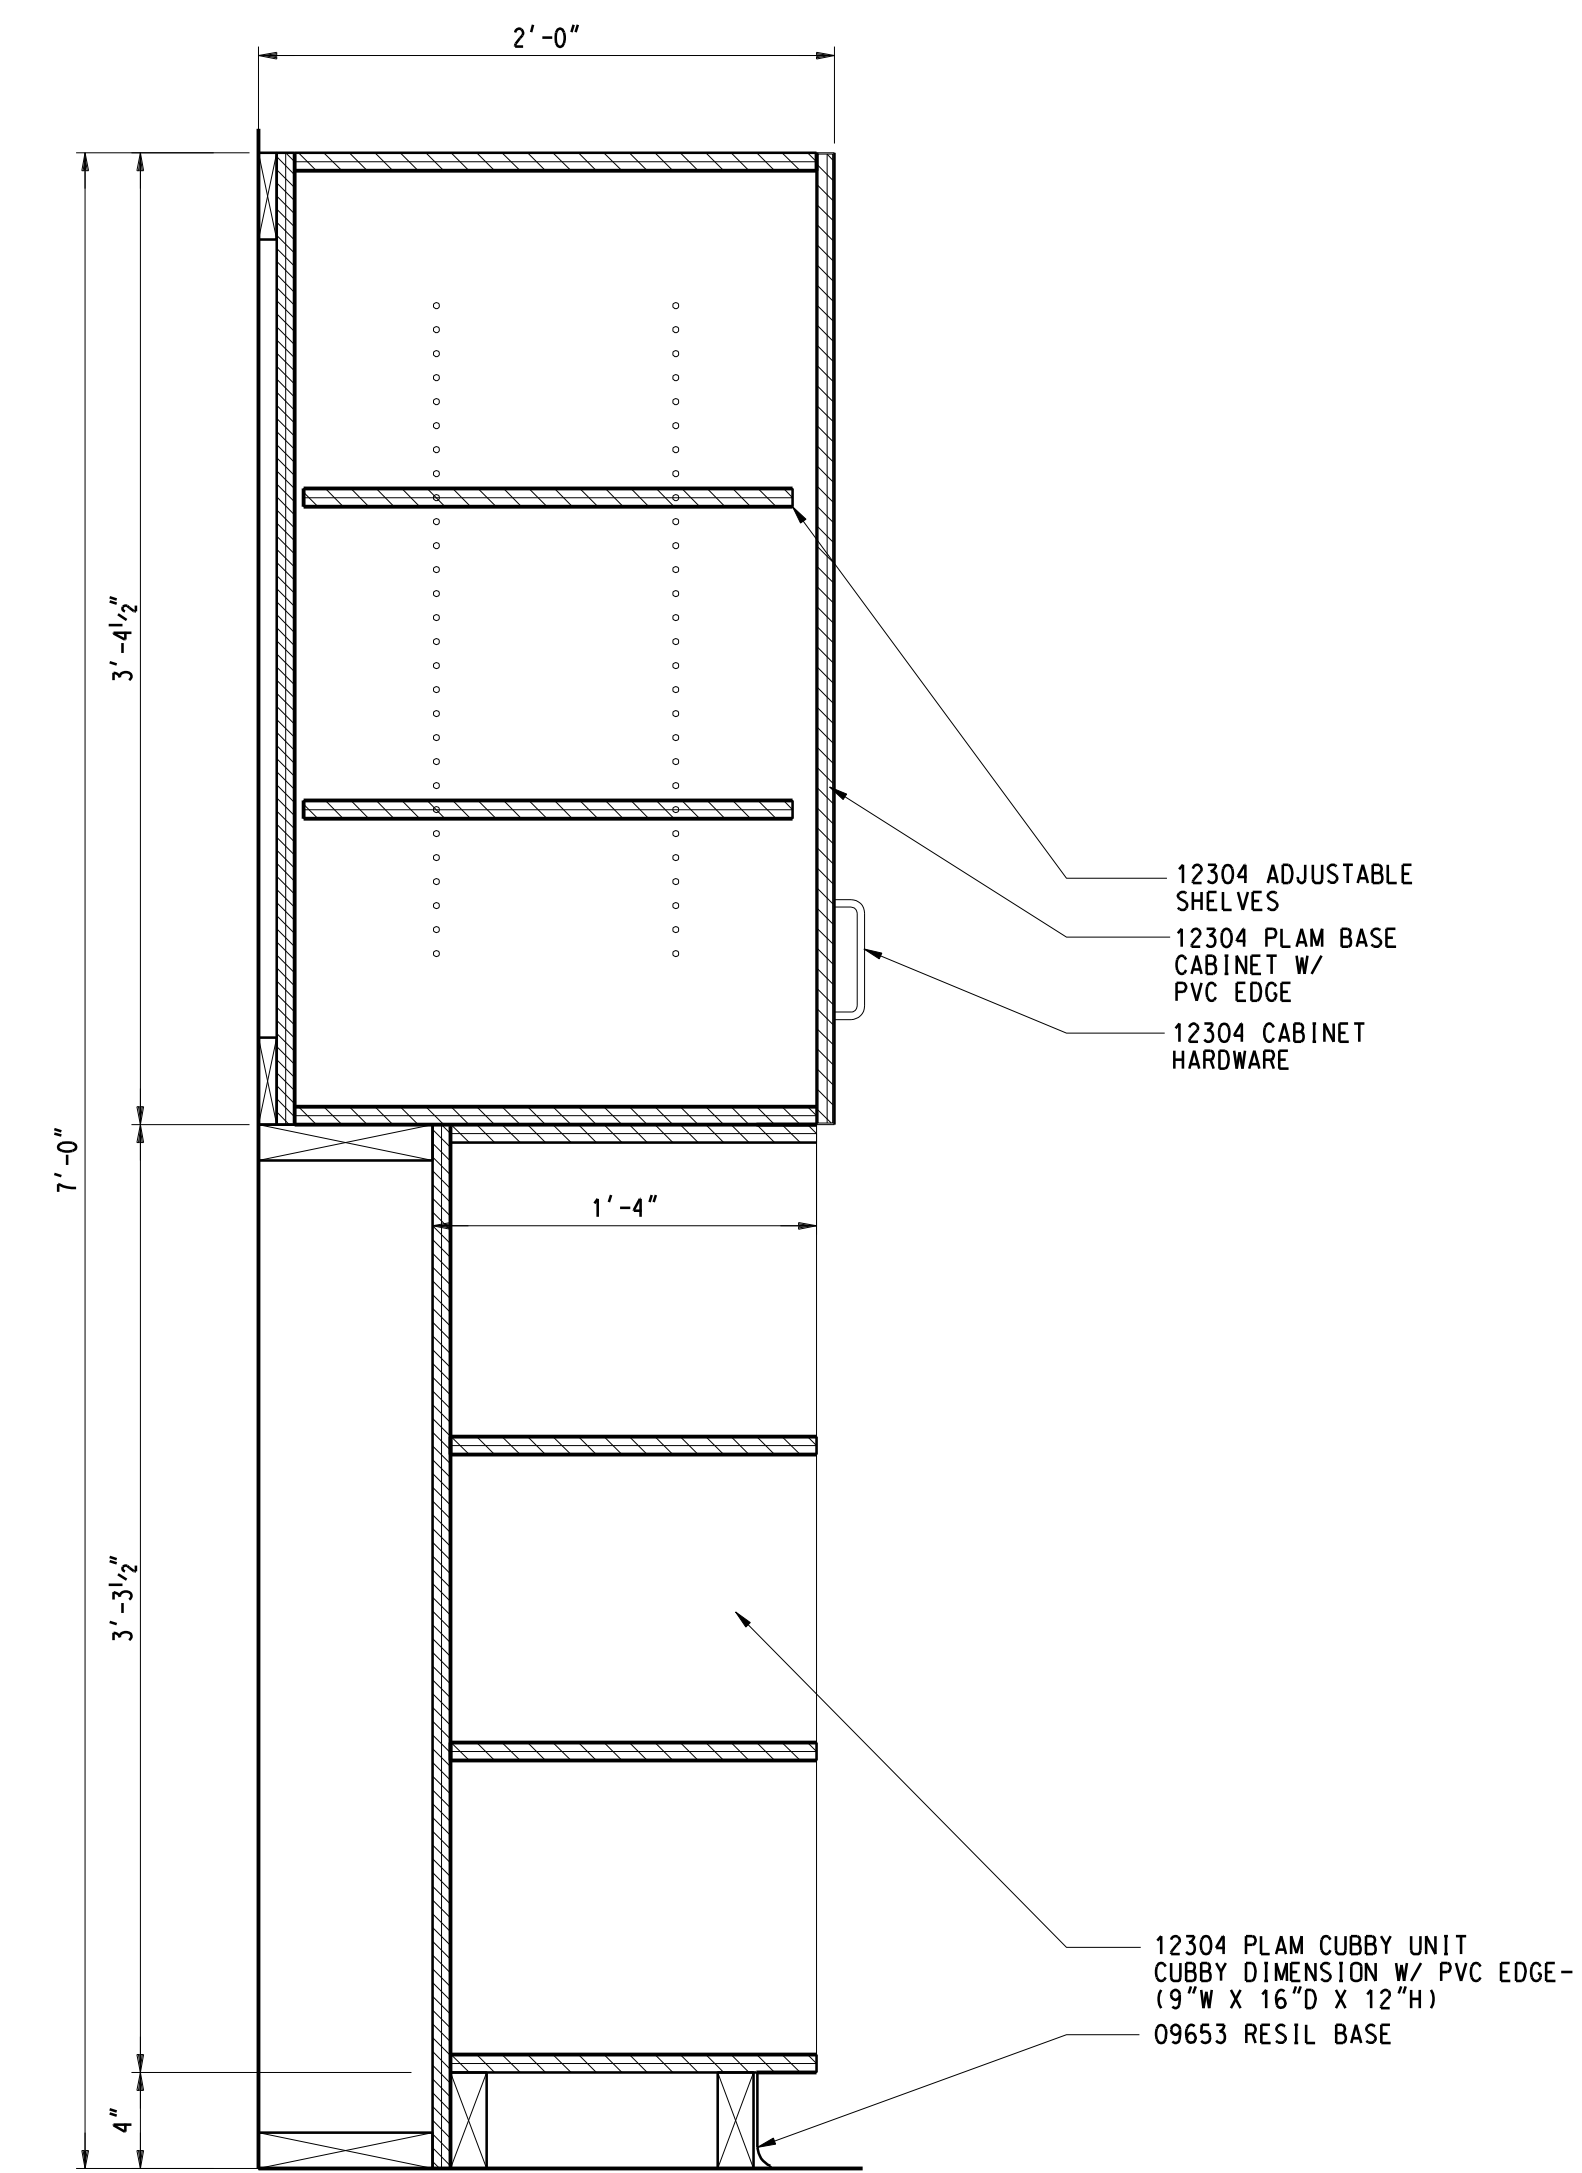 2'-0"
3'-4½"
12304 ADJUSTABLE
SHELVES
12304 PLAM BASE
CABINET W/
PVC EDGE
12304 CABINET
HARDWARE
7'-0"
1'-4"
3'-3½"
12304 PLAM CUBBY UNIT
CUBBY DIMENSION W/ PVC EDGE-
(9"W X 16"D X 12"H)
09653 RESIL BASE
4"